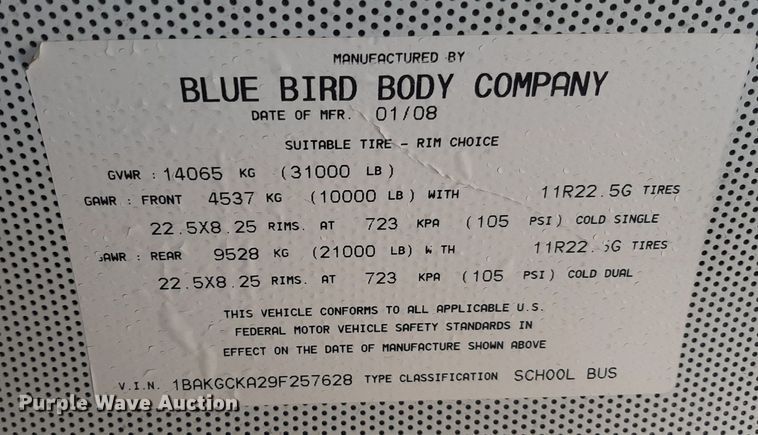 MANUFACTURED BY
BLUE BIRD BODY COMPANY
DATE OF MFR. 01/08
SUITABLE TIRE - RIM CHOICE
GVWR : 14065 KG (31000 LB)
GAWR : FRONT 4537 KG (10000 LB) WITH 11R22.5G TIRES
22.5X8.25 RIMS. AT 723 KPA (105 PSI) COLD SINGLE
GAWR : REAR 9528 KG (21000 LB) WITH 11R22.5G TIRES
22.5X8.25 RIMS. AT 723 KPA (105 PSI) COLD DUAL
THIS VEHICLE CONFORMS TO ALL APPLICABLE U.S.
FEDERAL MOTOR VEHICLE SAFETY STANDARDS IN
EFFECT ON THE DATE OF MANUFACTURE SHOWN ABOVE
V.I.N. 1BAKGCKA29F257628 TYPE CLASSIFICATION SCHOOL BUS
Purple Wave Auction